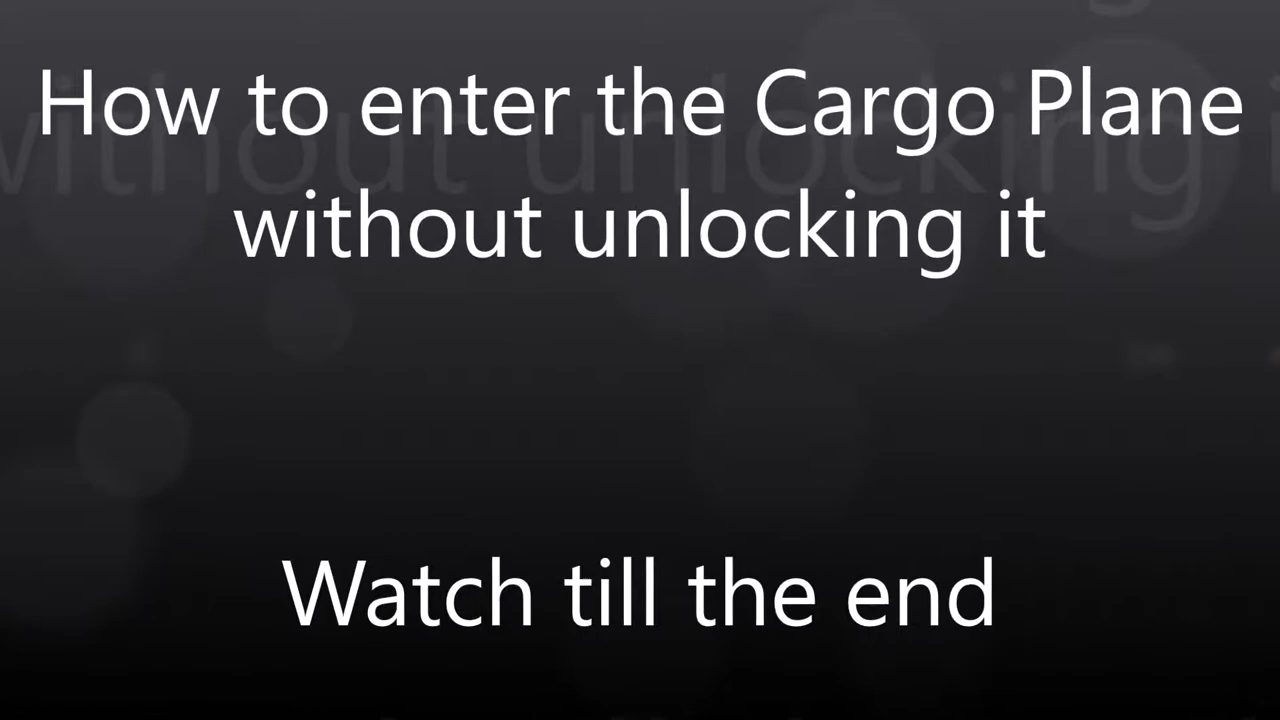 How to enter the Cargo Plane
without unlocking it
Watch till the end